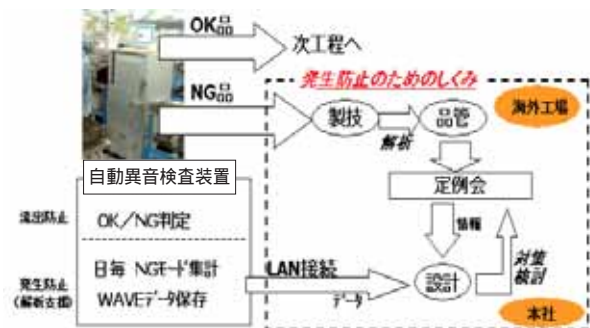 OK品
次工程へ
発生防止のためのしくみ
NG品
海外工場
製技
品管
解析
自動異音検査装置
定例会
流出防止
OK/NG判定
情報
日毎 NGモード集計
LAN接続
設計
対策
検討
発生防止
(解析支援)
WAVEデータ保存
データ
本社